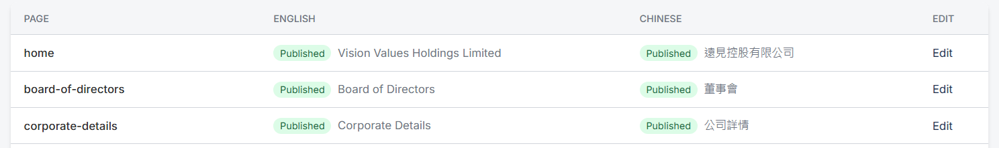 PAGE ENGLISH CHINESE EDIT
home Published Vision Values Holdings Limited Published 遠見控股有限公司 Edit
board-of-directors Published Board of Directors Published 董事會 Edit
corporate-details Published Corporate Details Published 公司詳情 Edit